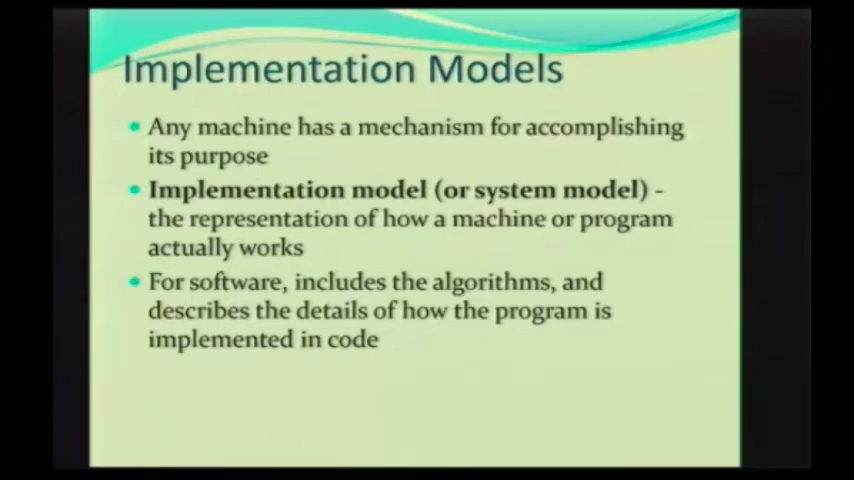 Implementation Models
Any machine has a mechanism for accomplishing
its purpose
Implementation model (or system model) -
the representation of how a machine or program
actually works
For software, includes the algorithms, and
describes the details of how the program is
implemented in code